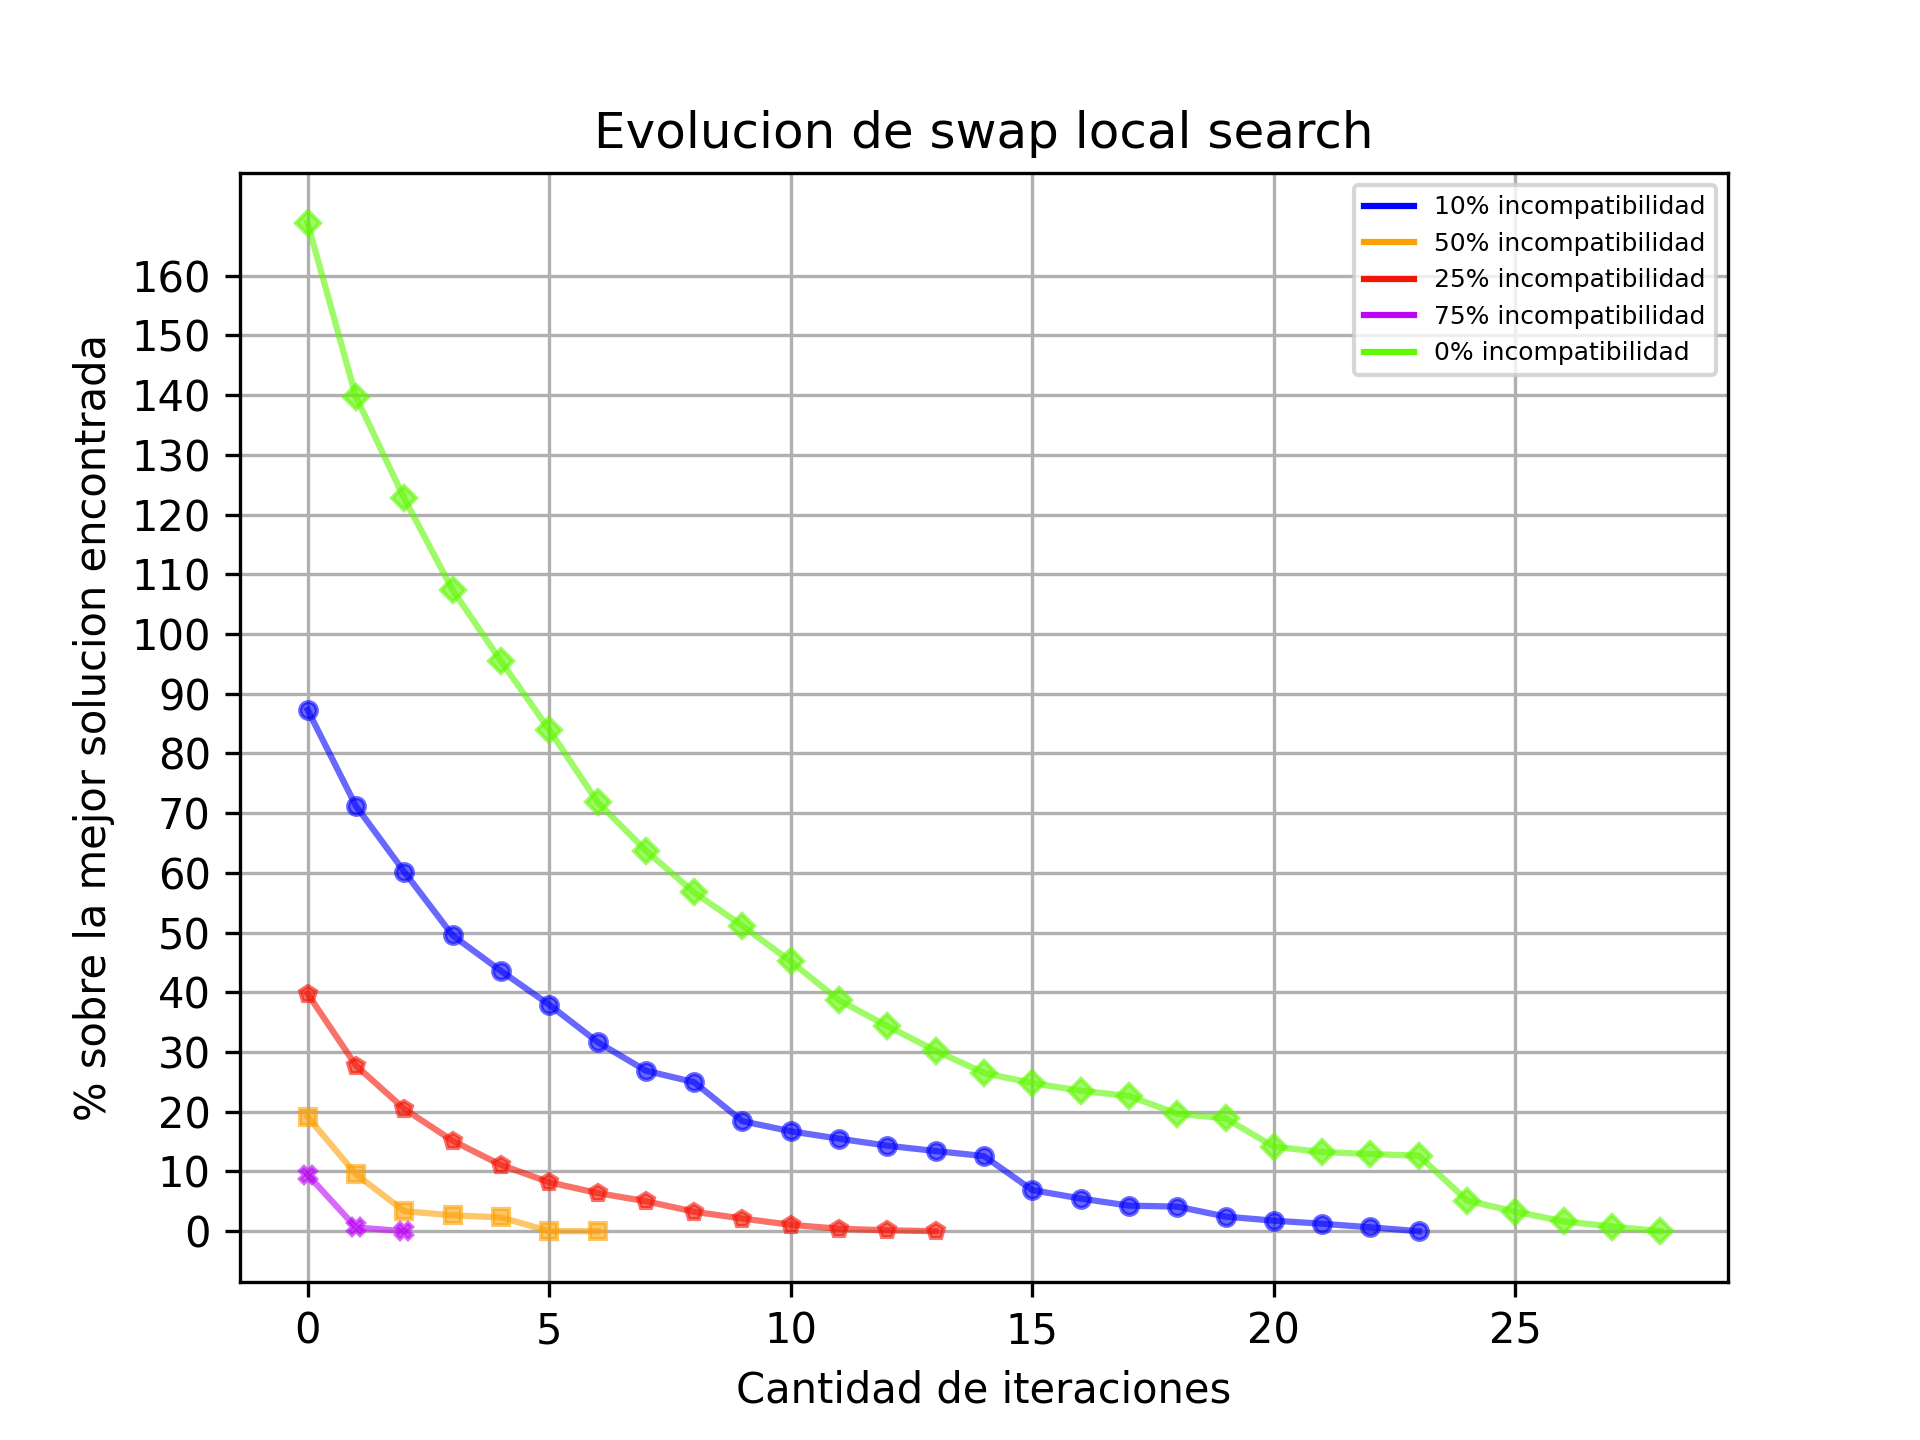 Evolucion de swap local search
10% incompatibilidad
50% incompatibilidad
25% incompatibilidad
75% incompatibilidad
0% incompatibilidad
% sobre la mejor solucion encontrada
160
150
140
130
120
110
100
90
80
70
60
50
40
30
20
10
0
0 5 10 15 20 25
Cantidad de iteraciones